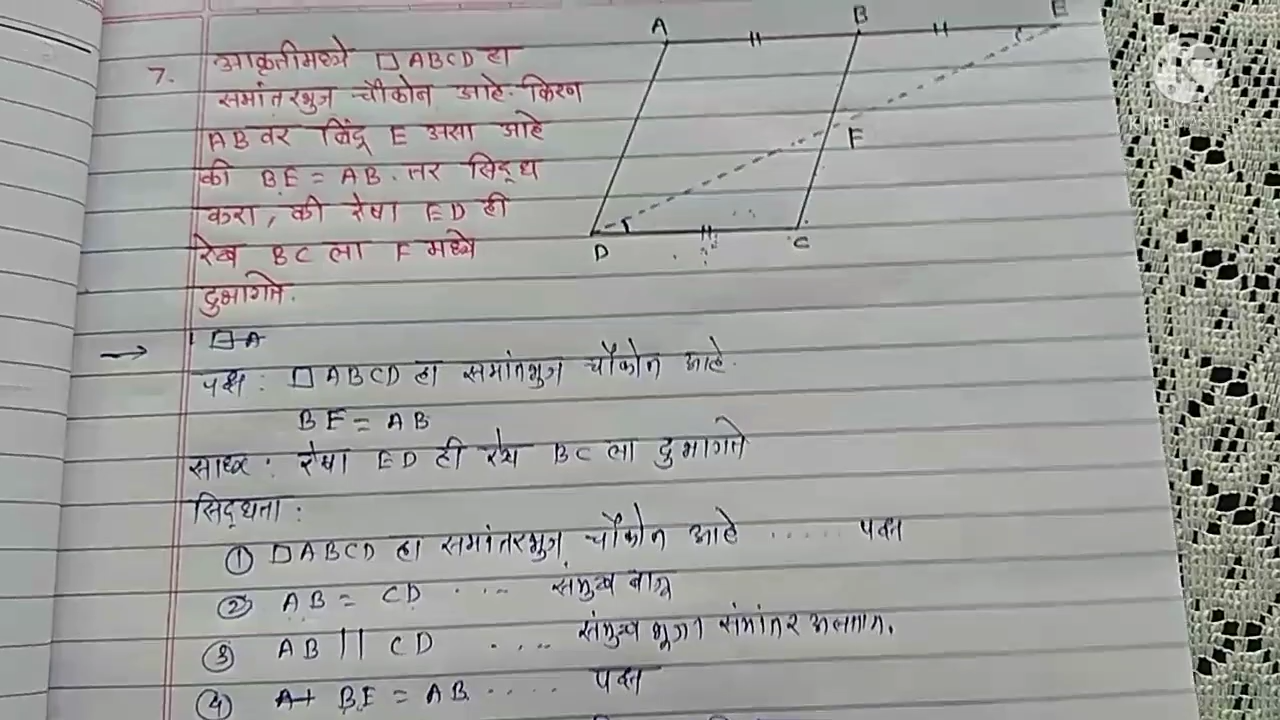 7. आकृतीमध्ये □ABCD हा
समांतरभुज चौकोन आहे. किरण
AB वर बिंदू E असा आहे
की BE = AB. तर सिद्ध
करा, की रेषा ED ही
रेख BC ला F मध्ये
दुभागते.
A B E
F
D C
→ □A
पक्ष : □ABCD हा समांतभुज चौकोन आहे.
BE = AB
साध्य : रेषा ED ही रेख BC ला दुभागते
सिद्धता :
① □ABCD हा समांतरभुज चौकोन आहे ..... पक्ष
② AB = CD .... संमुख बाजू
③ AB || CD .... संमुख भूजा समांतर असतात.
④ A+ BE = AB .... पक्ष